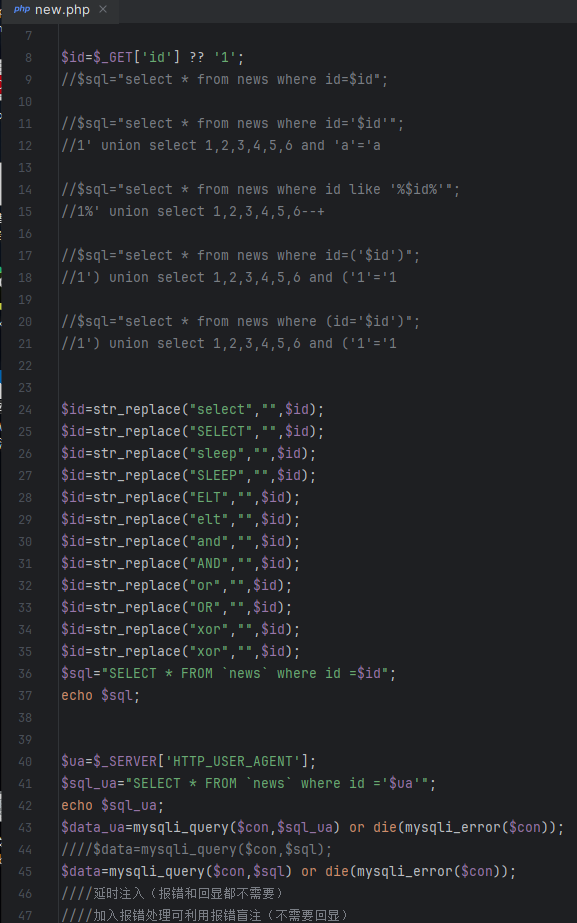 php new.php ×
7
8 $id=$_GET['id'] ?? '1';
9 //$sql="select * from news where id=$id";
10
11 //$sql="select * from news where id='$id'";
12 //1' union select 1,2,3,4,5,6 and 'a'='a
13
14 //$sql="select * from news where id like '%$id%'";
15 //1%' union select 1,2,3,4,5,6--+
16
17 //$sql="select * from news where id=('$id')";
18 //1') union select 1,2,3,4,5,6 and ('1'='1
19
20 //$sql="select * from news where (id='$id')";
21 //1') union select 1,2,3,4,5,6 and ('1'='1
22
23
24 $id=str_replace("select","",$id);
25 $id=str_replace("SELECT","",$id);
26 $id=str_replace("sleep","",$id);
27 $id=str_replace("SLEEP","",$id);
28 $id=str_replace("ELT","",$id);
29 $id=str_replace("elt","",$id);
30 $id=str_replace("and","",$id);
31 $id=str_replace("AND","",$id);
32 $id=str_replace("or","",$id);
33 $id=str_replace("OR","",$id);
34 $id=str_replace("xor","",$id);
35 $id=str_replace("xor","",$id);
36 $sql="SELECT * FROM `news` where id =$id";
37 echo $sql;
38
39
40 $ua=$_SERVER['HTTP_USER_AGENT'];
41 $sql_ua="SELECT * FROM `news` where id ='$ua'";
42 echo $sql_ua;
43 $data_ua=mysqli_query($con,$sql_ua) or die(mysqli_error($con));
44 ////$data=mysqli_query($con,$sql);
45 $data=mysqli_query($con,$sql) or die(mysqli_error($con));
46 ////延时注入（报错和回显都不需要）
47 ////加入报错处理可利用报错盲注（不需要回显）